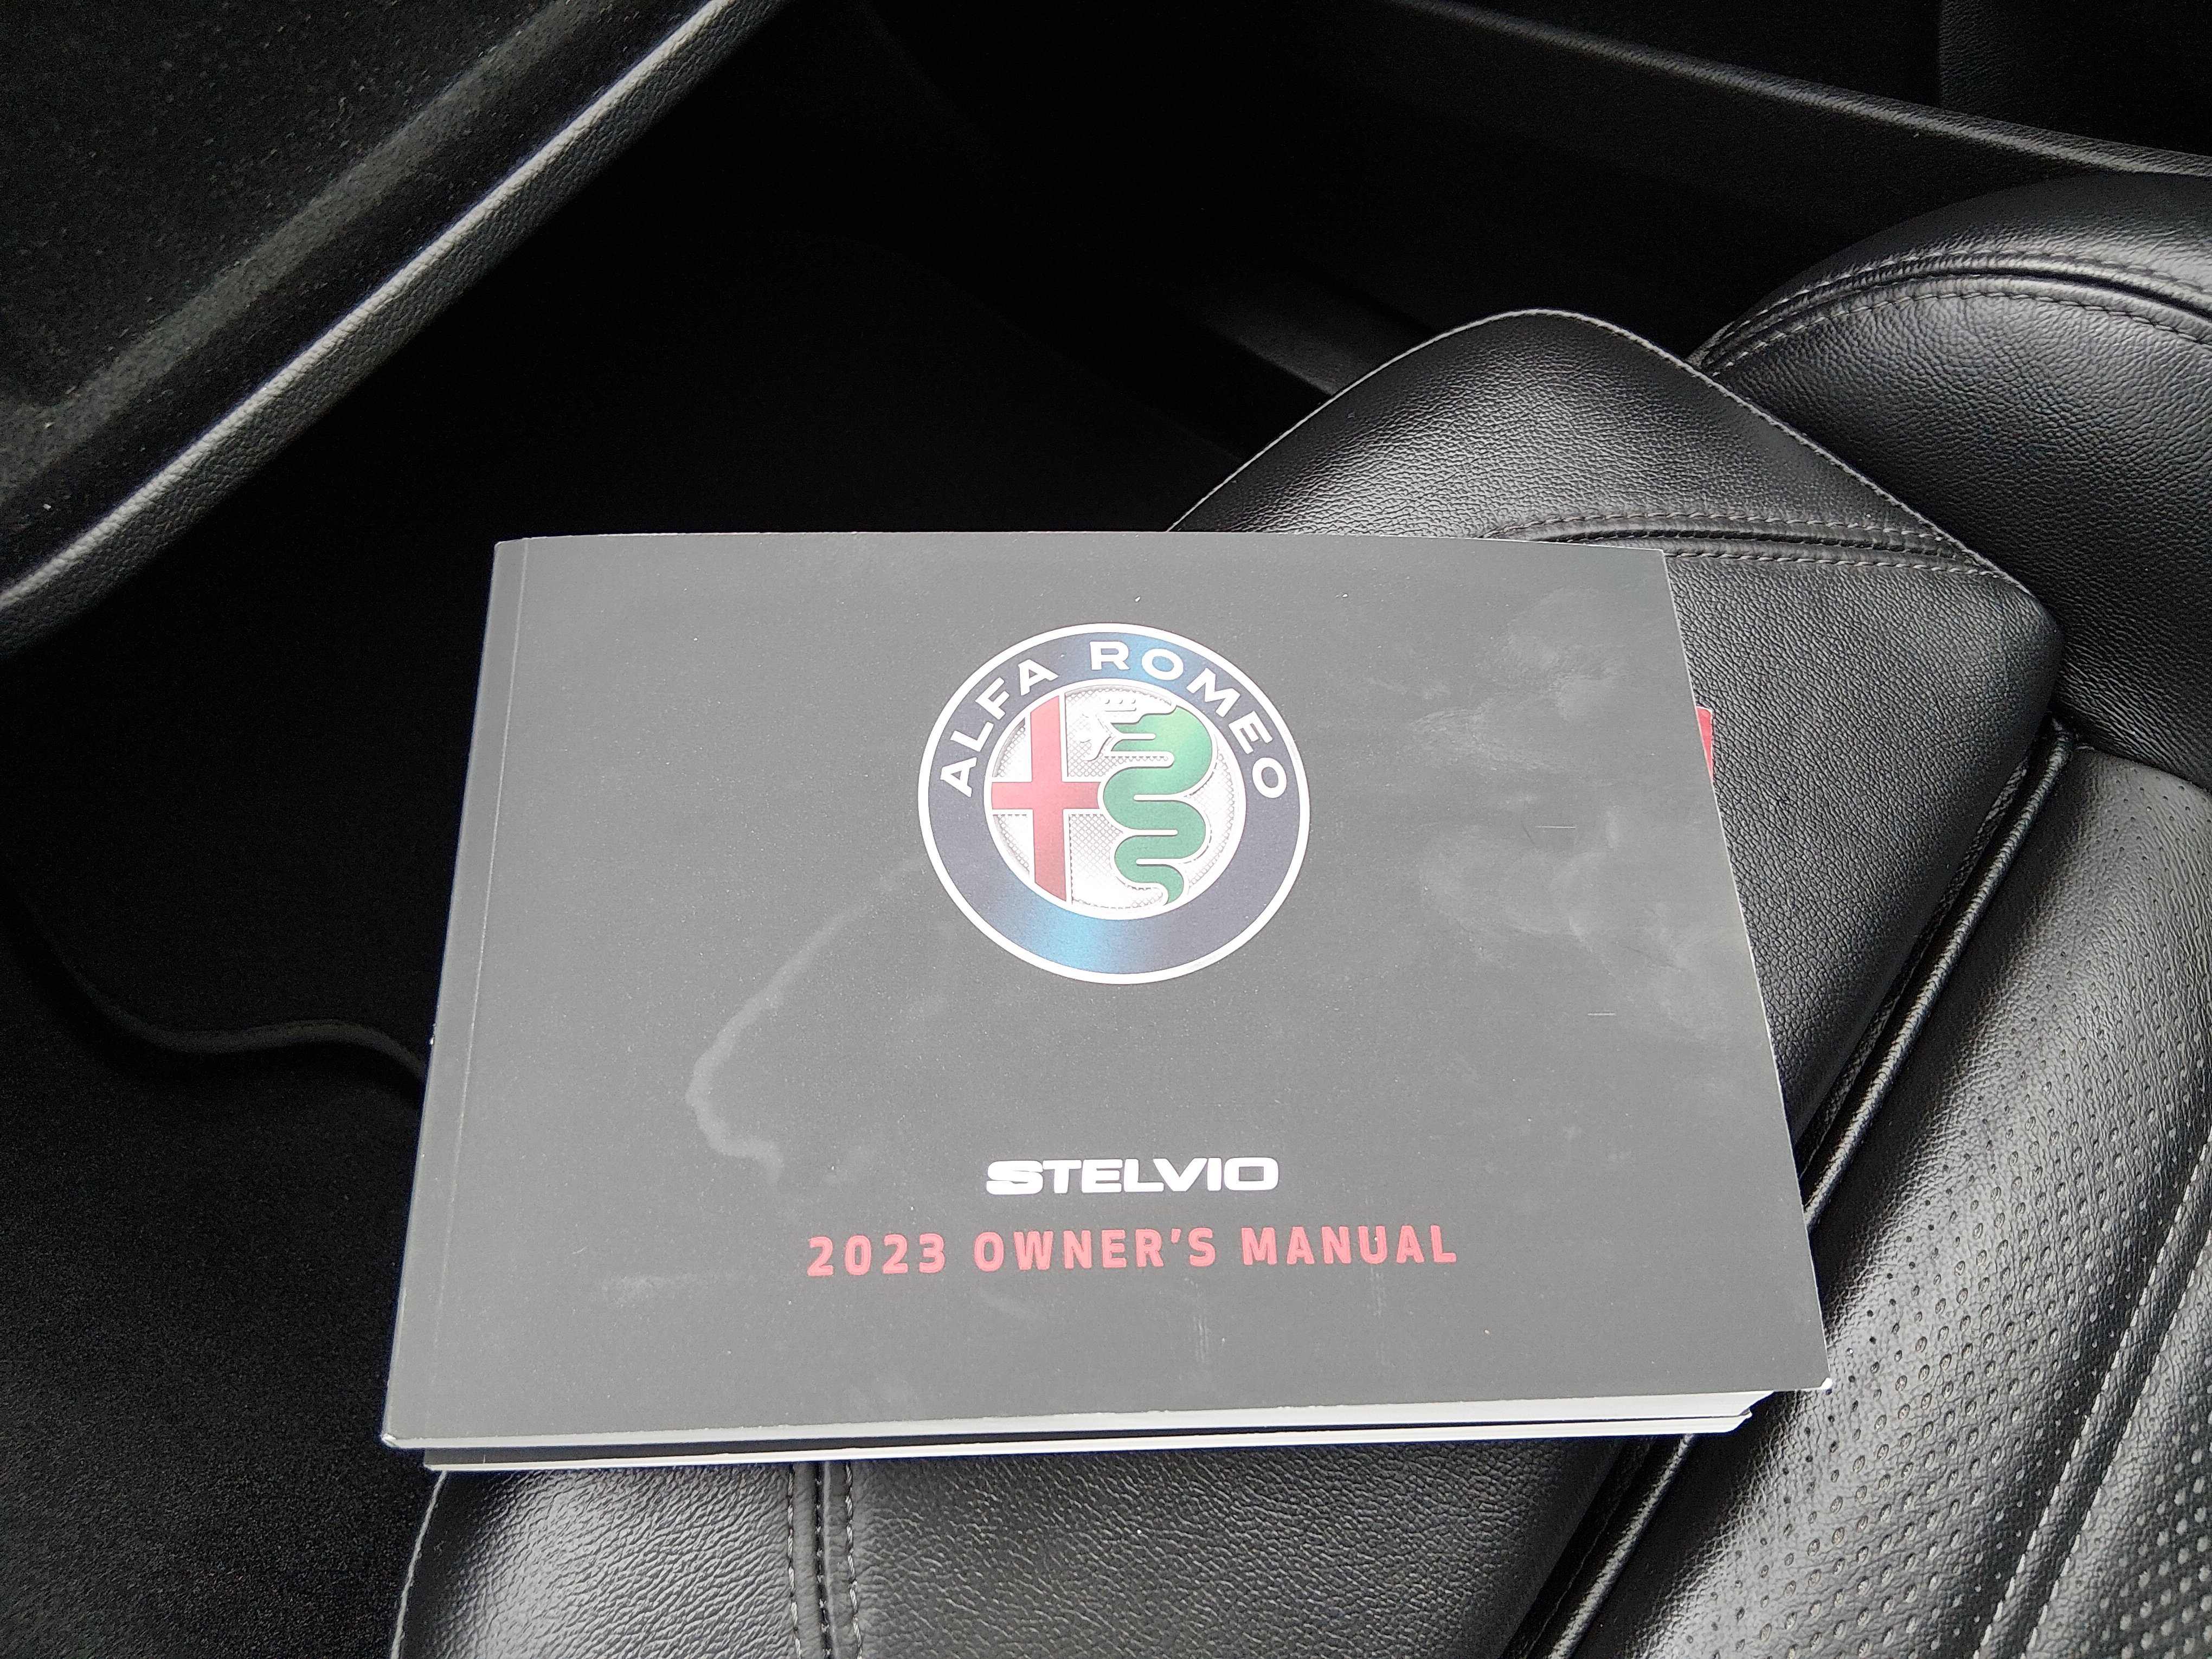 ALFA ROMEO
STELVIO
2023 OWNER'S MANUAL